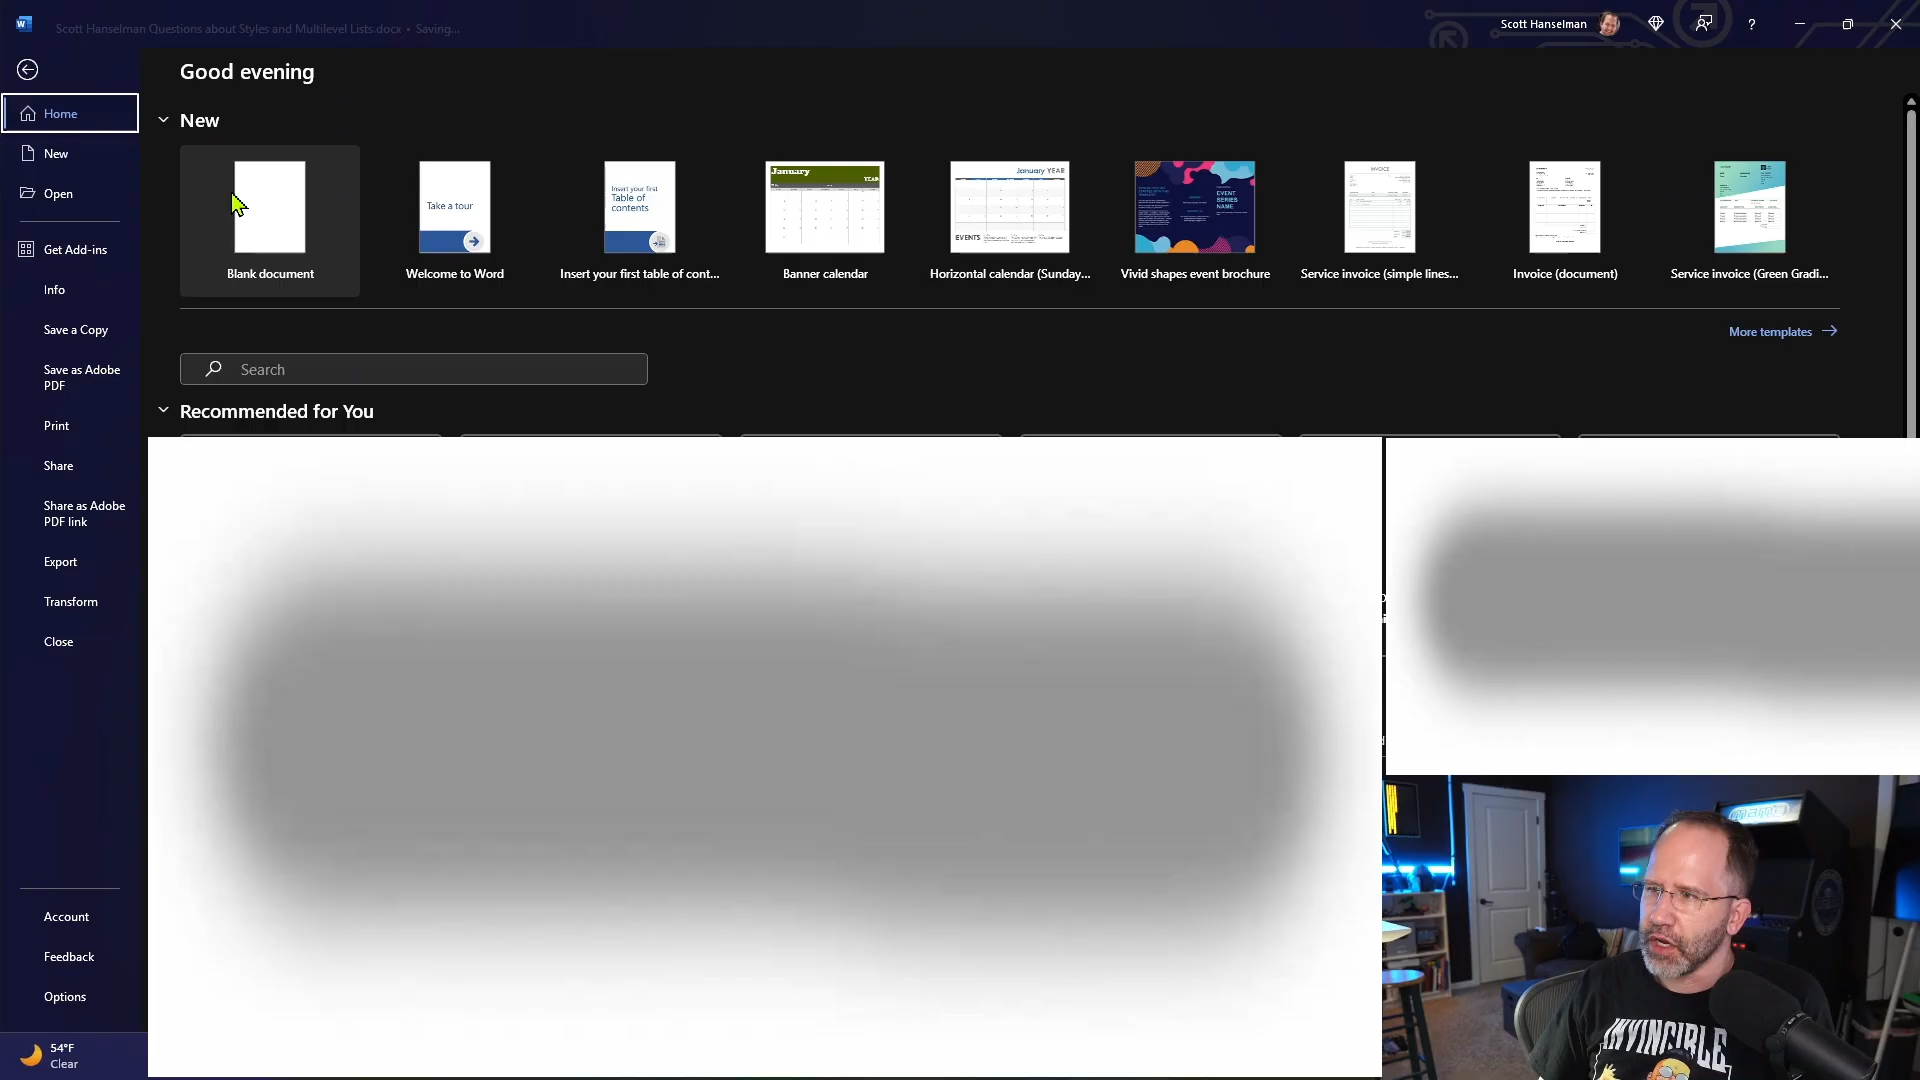 Scott Hanselman Questions about Styles and Multilevel Lists.docx • Saving...
Scott Hanselman
?
Good evening
Home
New
New
Open
Take a tour
Insert your first
Table of
contents
January
YEAR
January YEAR
EVENTS
EVENT
SERIES
NAME
INVOICE
Blank document
Welcome to Word
Insert your first table of cont...
Banner calendar
Horizontal calendar (Sunday...
Vivid shapes event brochure
Service invoice (simple lines...
Invoice (document)
Service invoice (Green Gradi...
Get Add-ins
Info
Save a Copy
More templates
Search
Save as Adobe
PDF
Recommended for You
Print
Share
Share as Adobe
PDF link
Export
Transform
Close
Account
Feedback
Options
54°F
Clear
INVINCIBLE